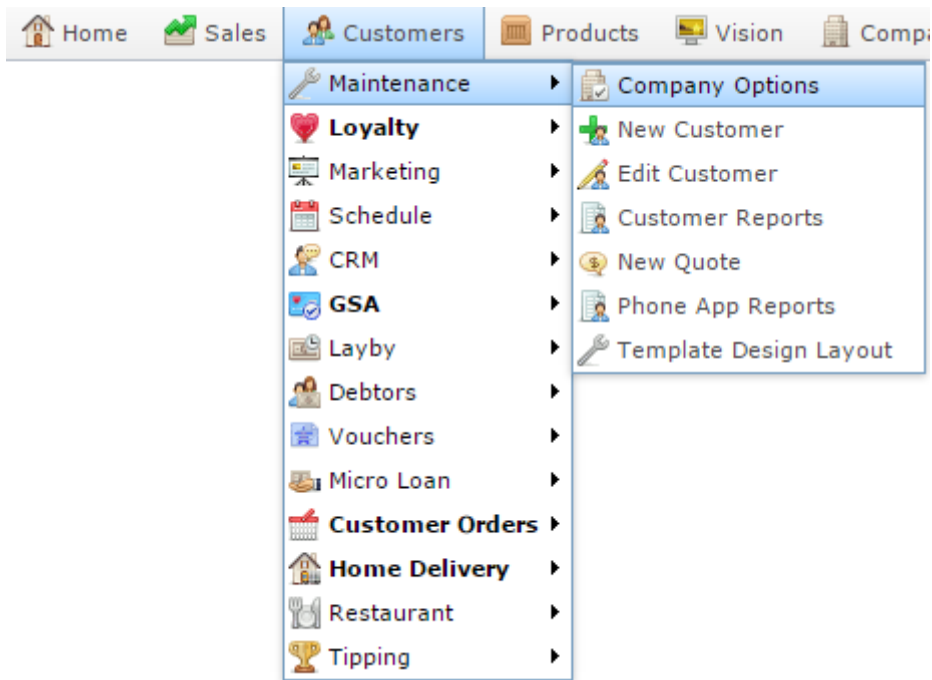 Home Sales Customers Products Vision
Maintenance
Loyalty
Marketing
Schedule
CRM
GSA
Layby
Debtors
Vouchers
Micro Loan
Customer Orders
Home Delivery
Restaurant
Tipping
Company Options
New Customer
Edit Customer
Customer Reports
New Quote
Phone App Reports
Template Design Layout